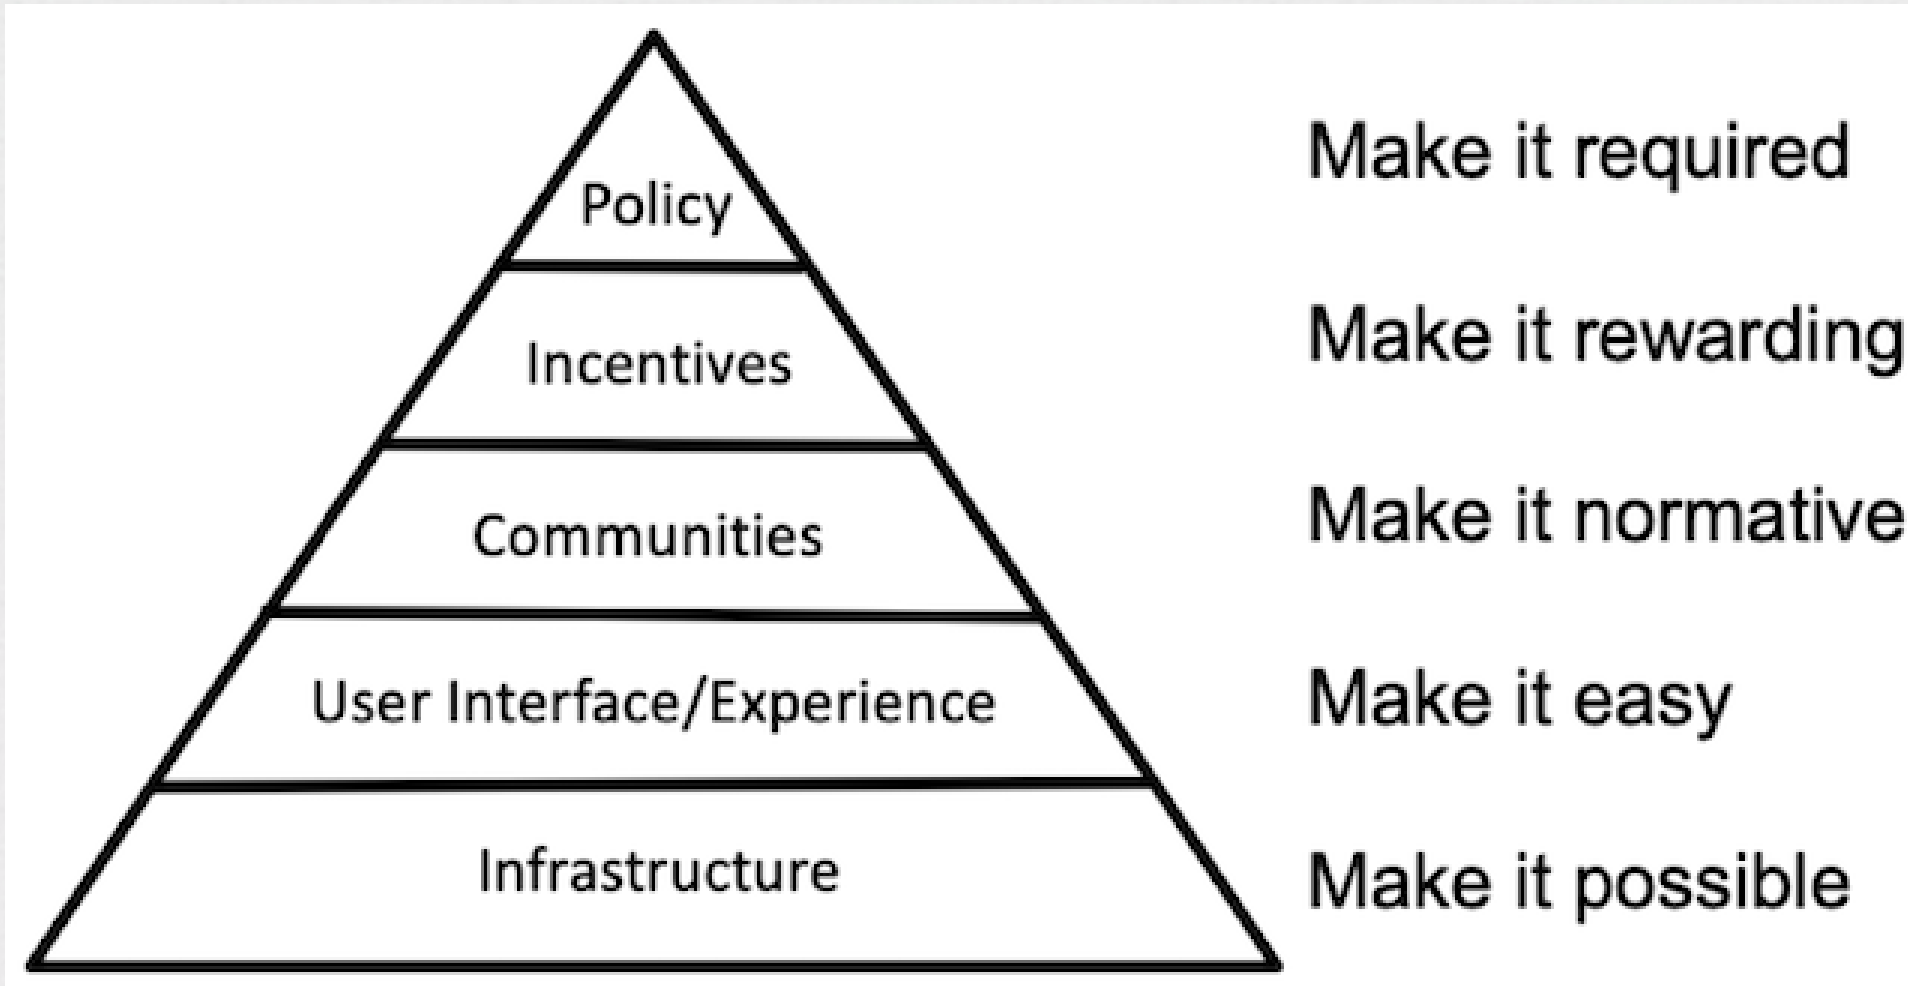 Policy
Make it required
Incentives
Make it rewarding
Communities
Make it normative
User Interface/Experience
Make it easy
Infrastructure
Make it possible